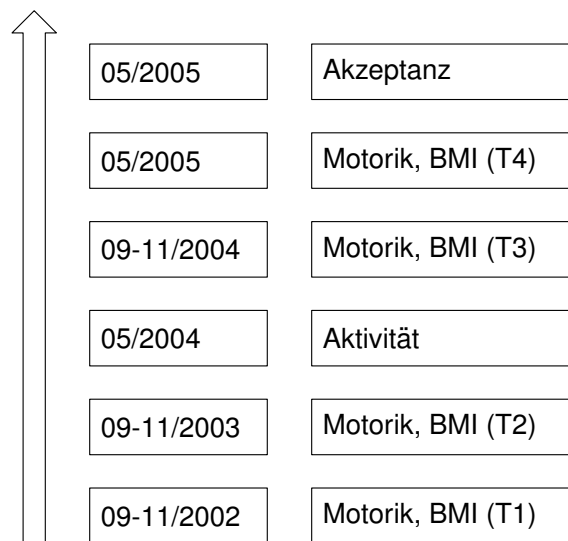 05/2005 Akzeptanz
05/2005 Motorik, BMI (T4)
09-11/2004 Motorik, BMI (T3)
05/2004 Aktivität
09-11/2003 Motorik, BMI (T2)
09-11/2002 Motorik, BMI (T1)